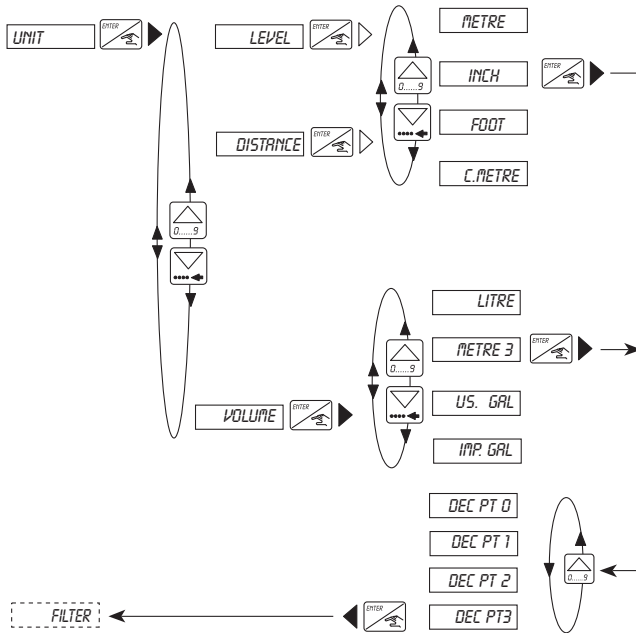 UNIT
ENTER
LEVEL
ENTER
METRE
0......9
INCH
ENTER
DISTANCE
ENTER
FOOT
C.METRE
0......9
VOLUME
ENTER
LITRE
0......9
METRE 3
ENTER
US. GAL
IMP. GAL
DEC PT 0
DEC PT 1
DEC PT 2
DEC PT3
0......9
ENTER
FILTER